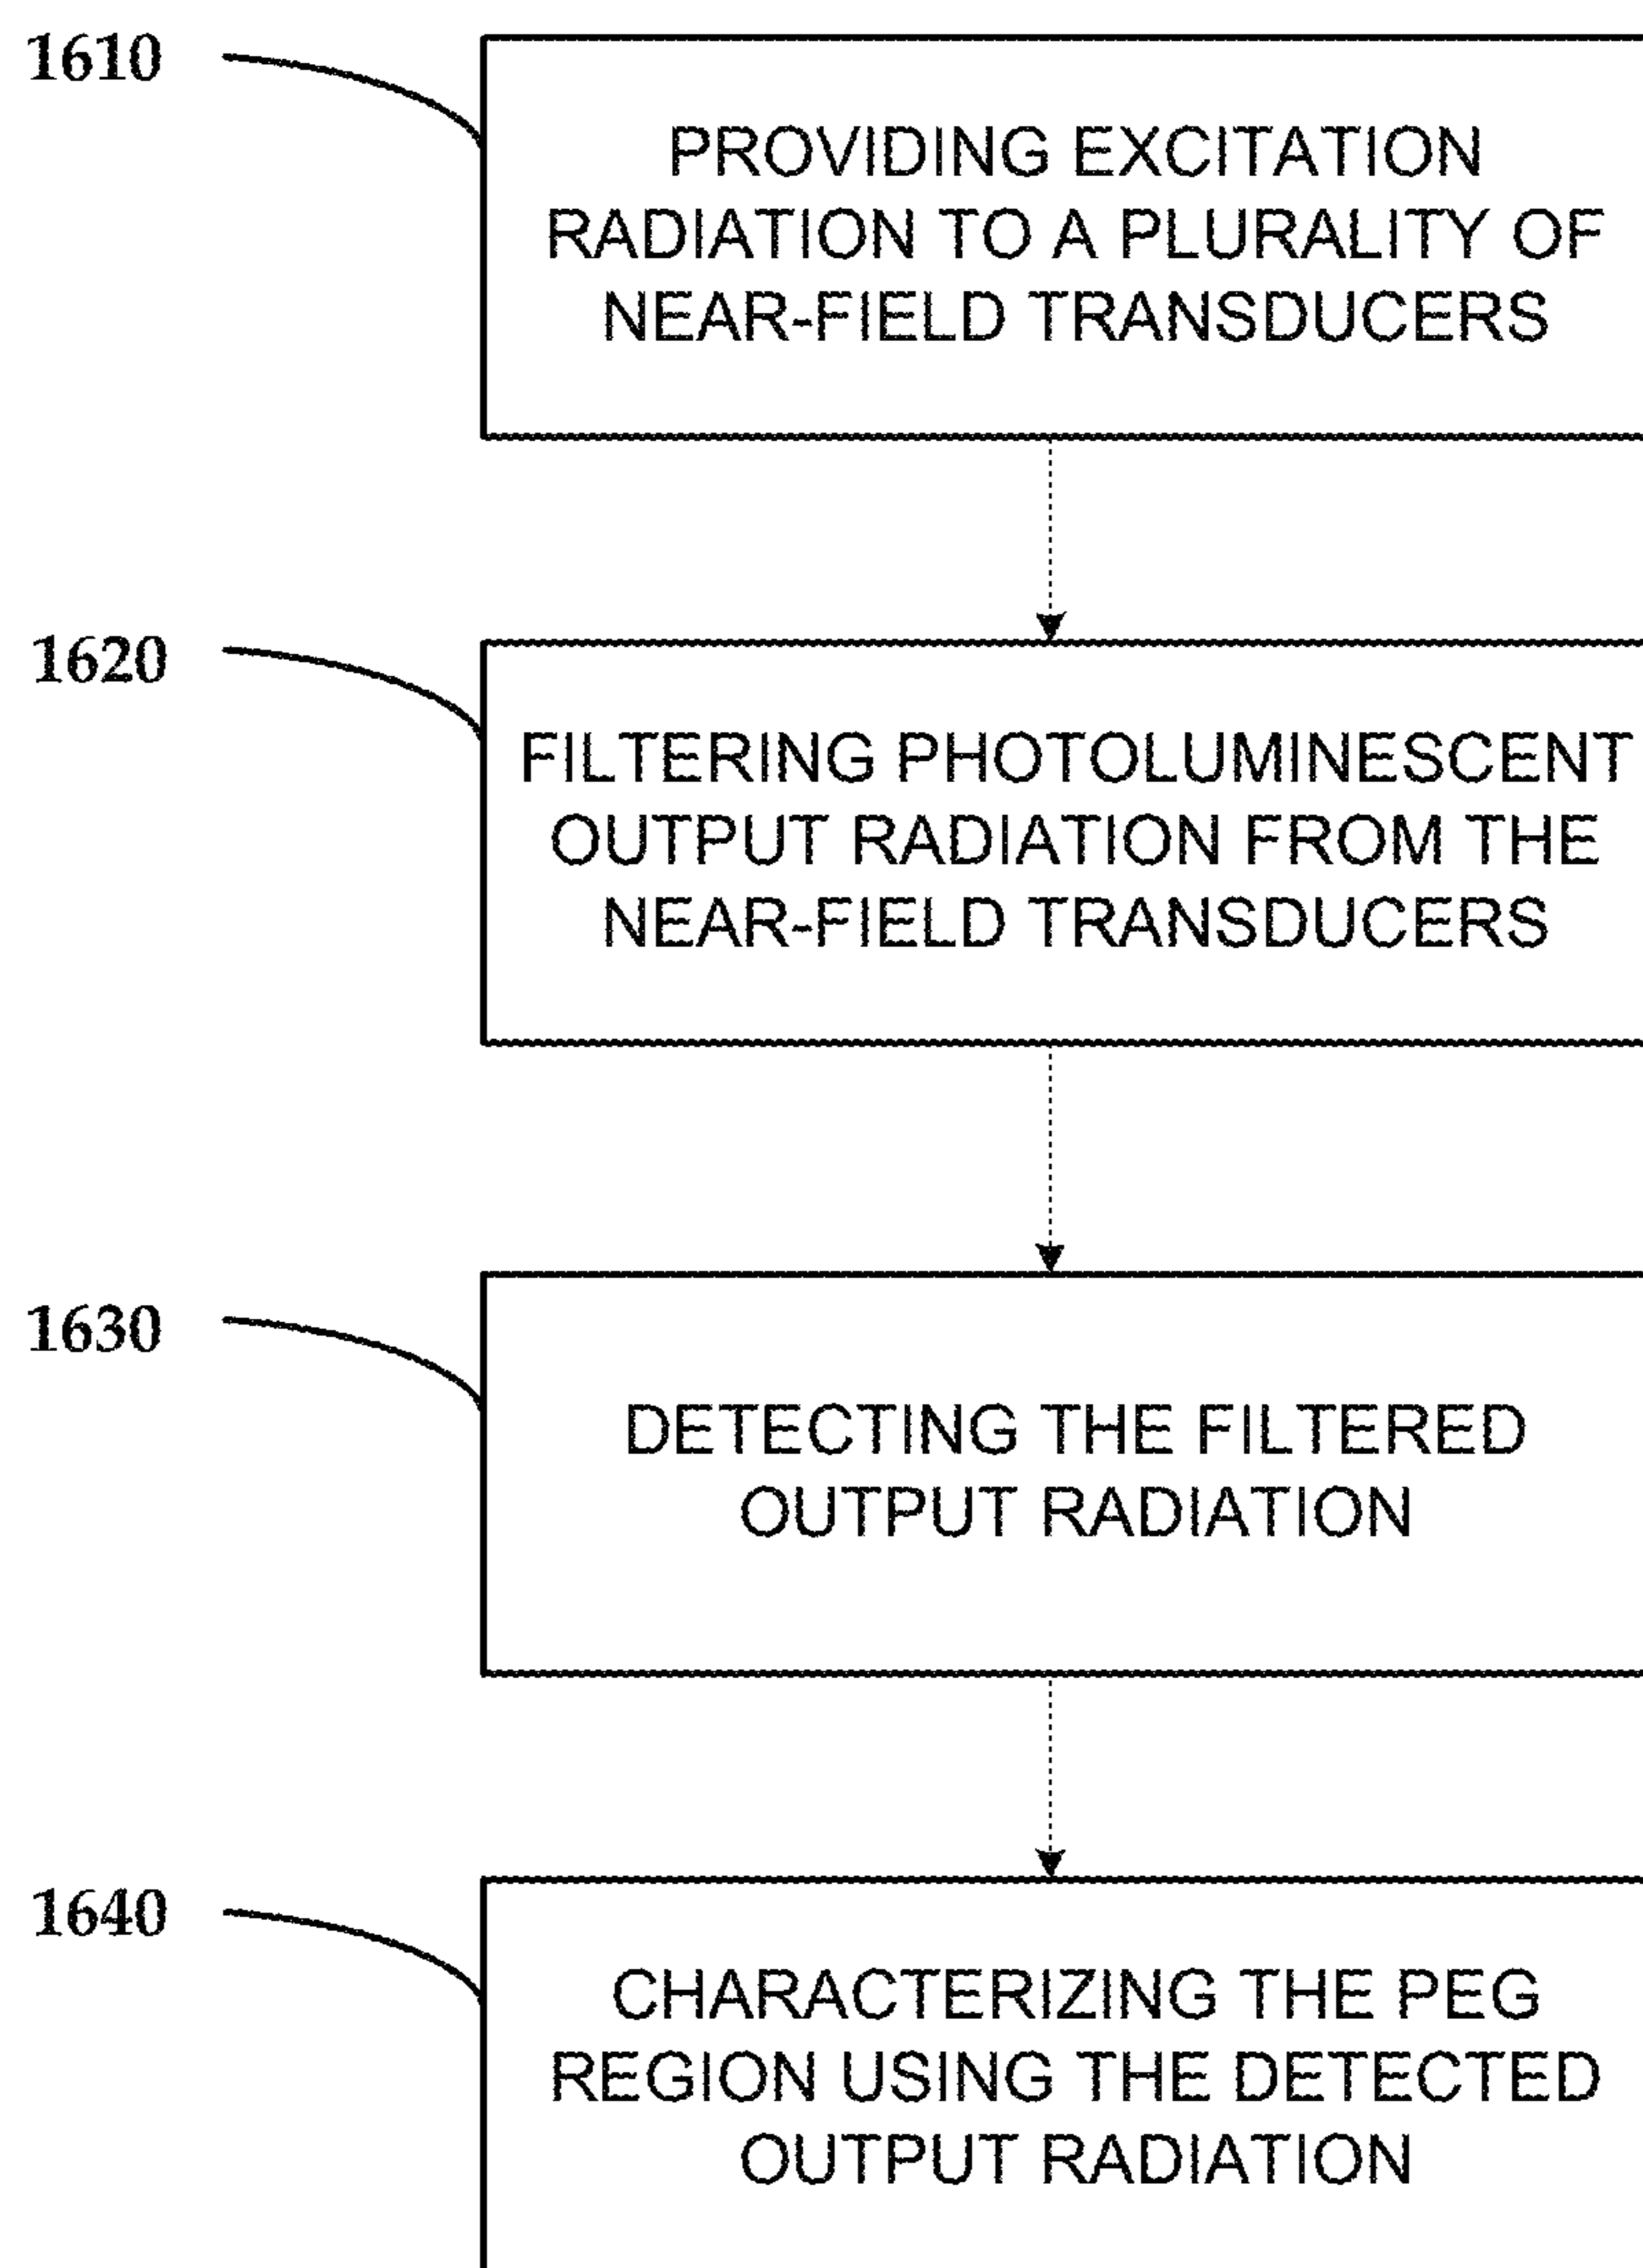 1610
PROVIDING EXCITATION
RADIATION TO A PLURALITY OF
NEAR-FIELD TRANSDUCERS
1620
FILTERING PHOTOLUMINESCENT
OUTPUT RADIATION FROM THE
NEAR-FIELD TRANSDUCERS
1630
DETECTING THE FILTERED
OUTPUT RADIATION
1640
CHARACTERIZING THE PEG
REGION USING THE DETECTED
OUTPUT RADIATION